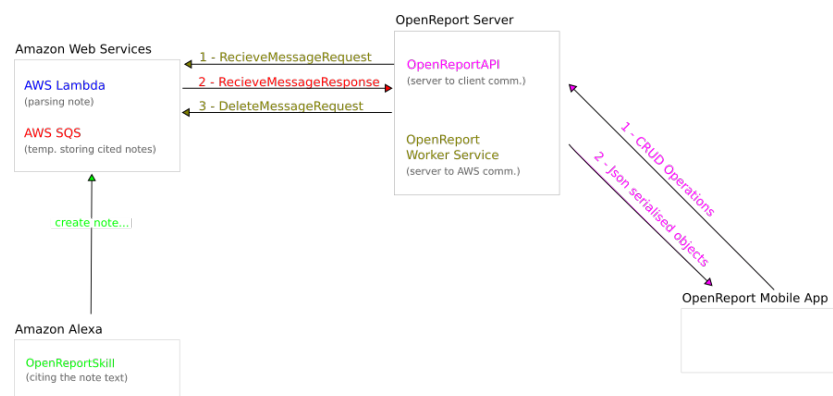 OpenReport Server
Amazon Web Services
1 - RecieveMessageRequest
OpenReportAPI
(server to client comm.)
AWS Lambda
(parsing note)
2 - RecieveMessageResponse
3 - DeleteMessageRequest
AWS SQS
(temp. storing cited notes)
OpenReport
Worker Service
(server to AWS comm.)
1 - CRUD Operations
2 - Json serialised objects
create note...
OpenReport Mobile App
Amazon Alexa
OpenReportSkill
(citing the note text)